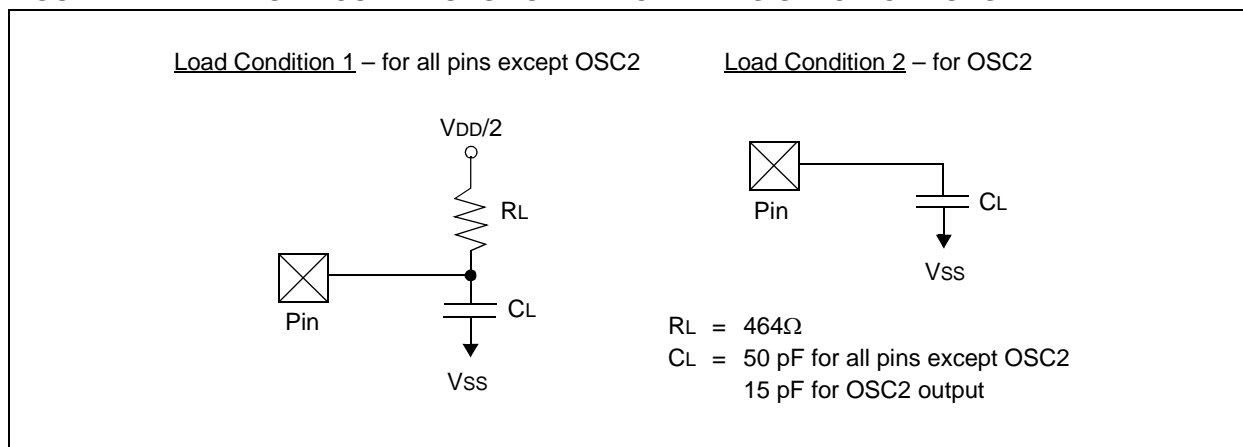 Load Condition 1 – for all pins except OSC2
VDD/2
RL
Pin
CL
VSS
Load Condition 2 – for OSC2
Pin
CL
VSS
RL = 464Ω
CL = 50 pF for all pins except OSC2
15 pF for OSC2 output